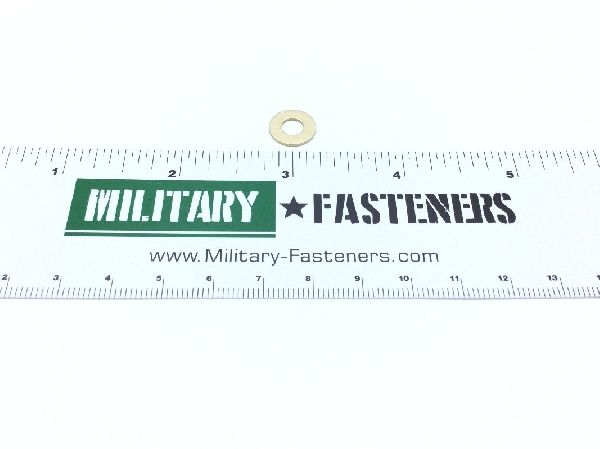 1 2 3 4 5
MILITARY★FASTENERS
www.Military-Fasteners.com
2 3 4 5 6 7 8 9 10 11 12 13